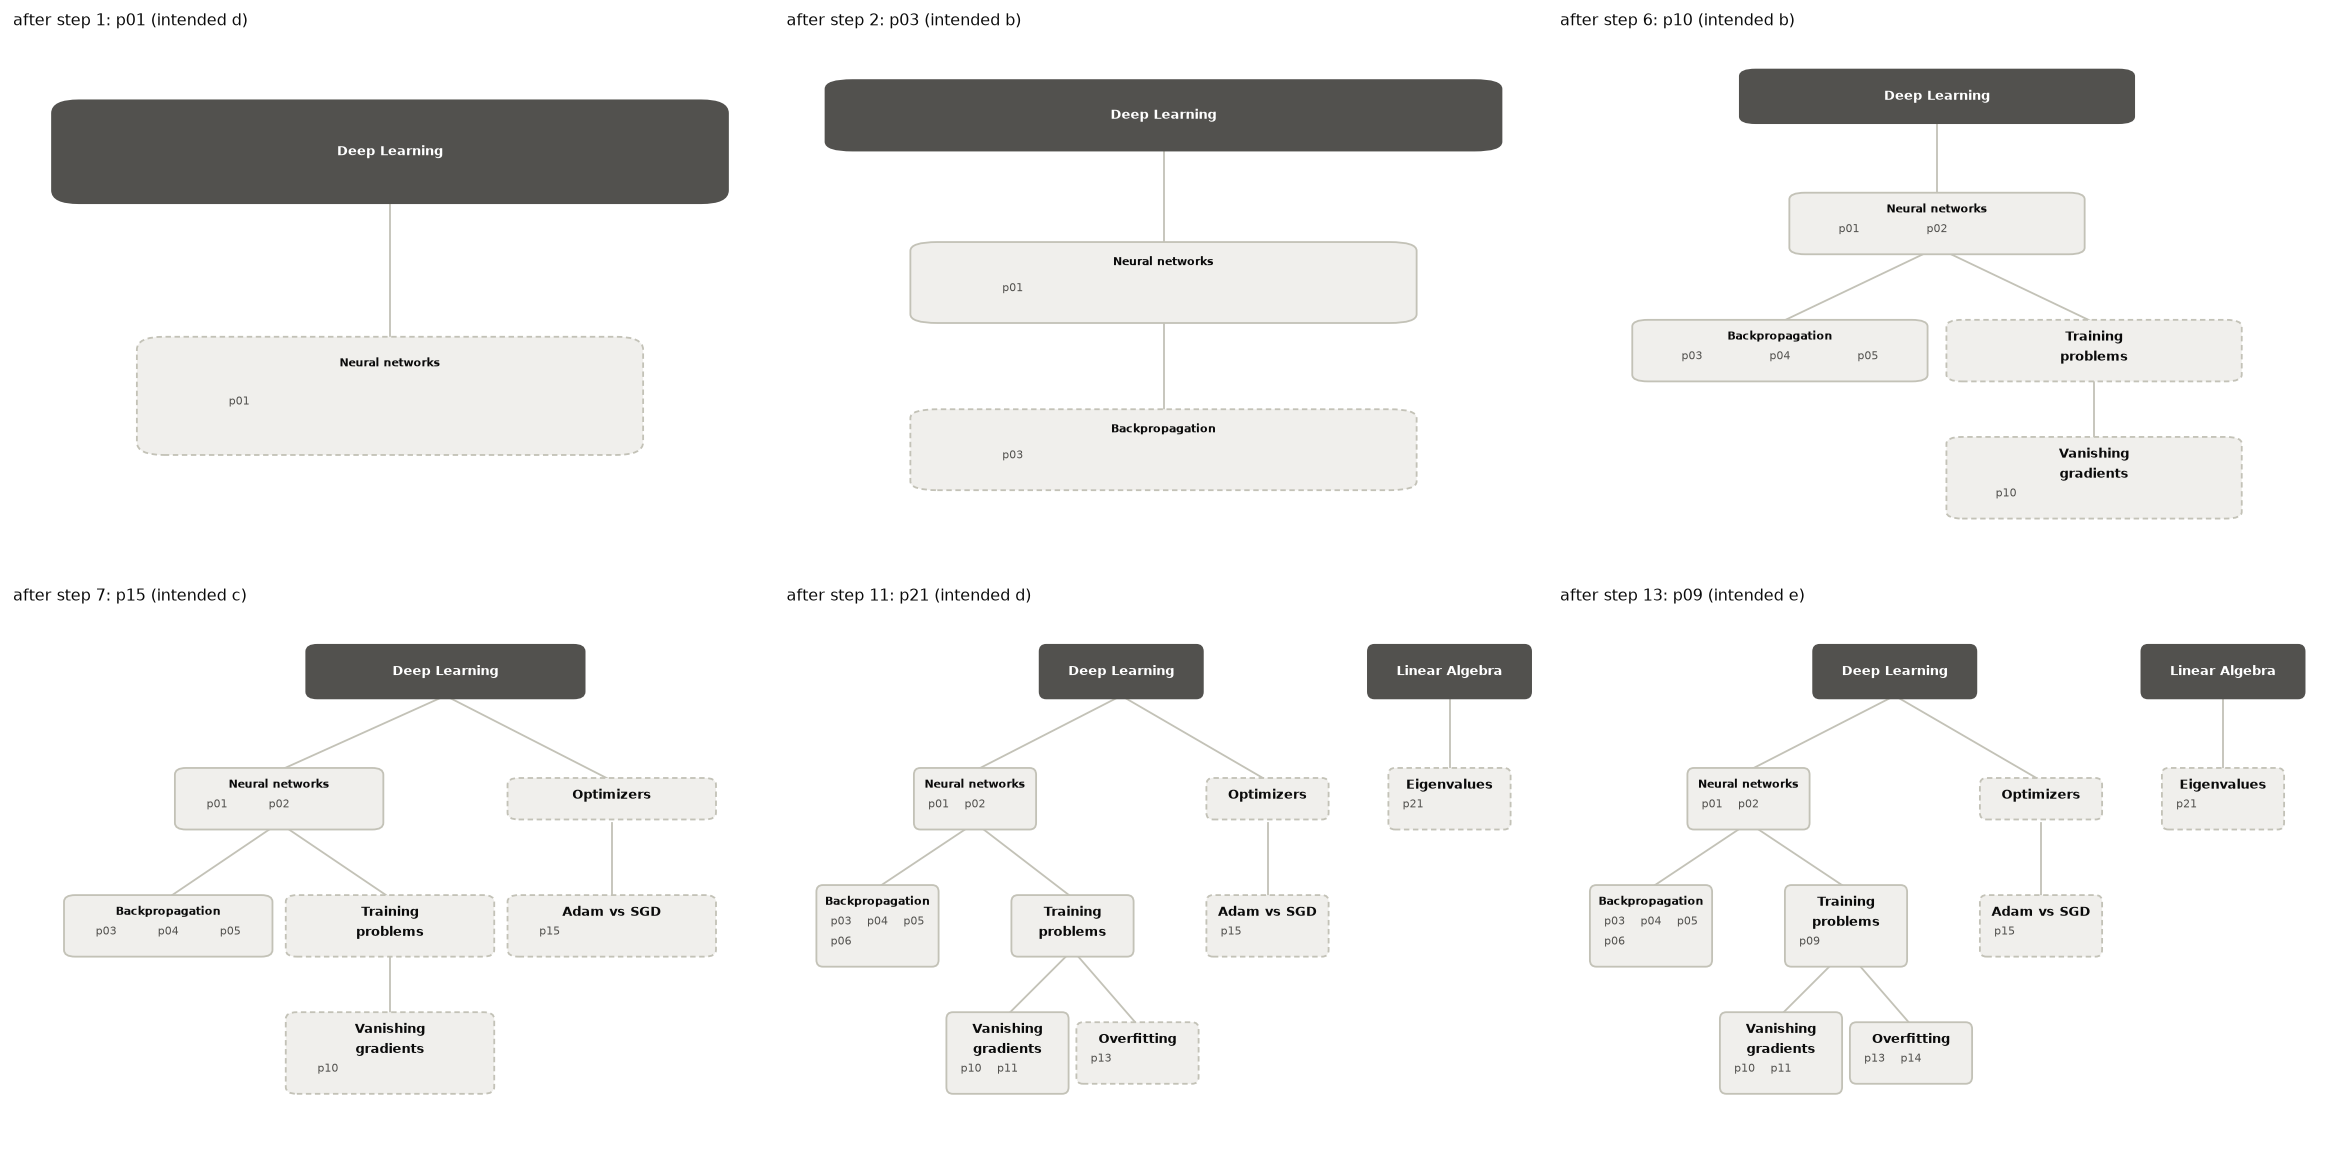 after step 1: p01 (intended d)
Deep Learning
Neural networks
p01
after step 2: p03 (intended b)
Deep Learning
Neural networks
p01
Backpropagation
p03
after step 6: p10 (intended b)
Deep Learning
Neural networks
p01 p02
Backpropagation
p03 p04 p05
Training
problems
Vanishing
gradients
p10
after step 7: p15 (intended c)
Deep Learning
Neural networks
p01 p02
Optimizers
Backpropagation
p03 p04 p05
Training
problems
Adam vs SGD
p15
Vanishing
gradients
p10
after step 11: p21 (intended d)
Deep Learning
Linear Algebra
Neural networks
p01 p02
Optimizers
Eigenvalues
p21
Backpropagation
p03 p04 p05
p06
Training
problems
Adam vs SGD
p15
Vanishing
gradients
p10 p11
Overfitting
p13
after step 13: p09 (intended e)
Deep Learning
Linear Algebra
Neural networks
p01 p02
Optimizers
Eigenvalues
p21
Backpropagation
p03 p04 p05
p06
Training
problems
p09
Adam vs SGD
p15
Vanishing
gradients
p10 p11
Overfitting
p13 p14